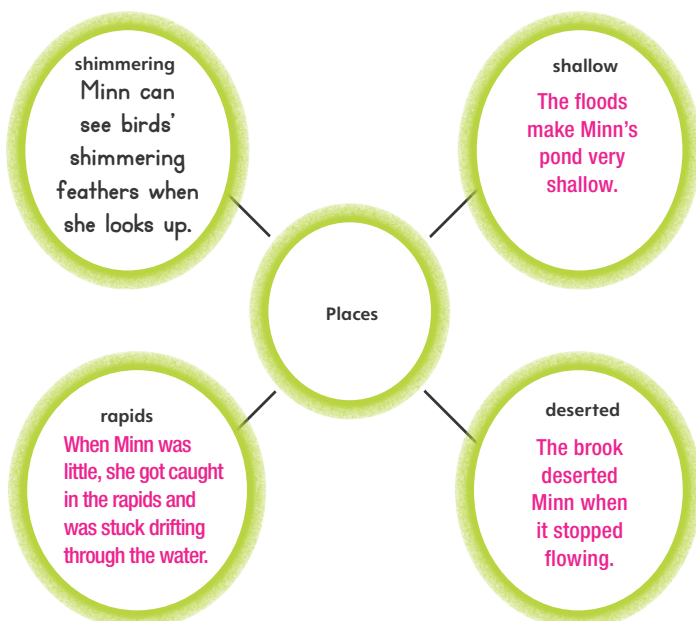 shimmering
Minn can
see birds'
shimmering
feathers when
she looks up.
shallow
The floods
make Minn's
pond very
shallow.
Places
rapids
When Minn was
little, she got caught
in the rapids and
was stuck drifting
through the water.
deserted
The brook
deserted
Minn when
it stopped
flowing.